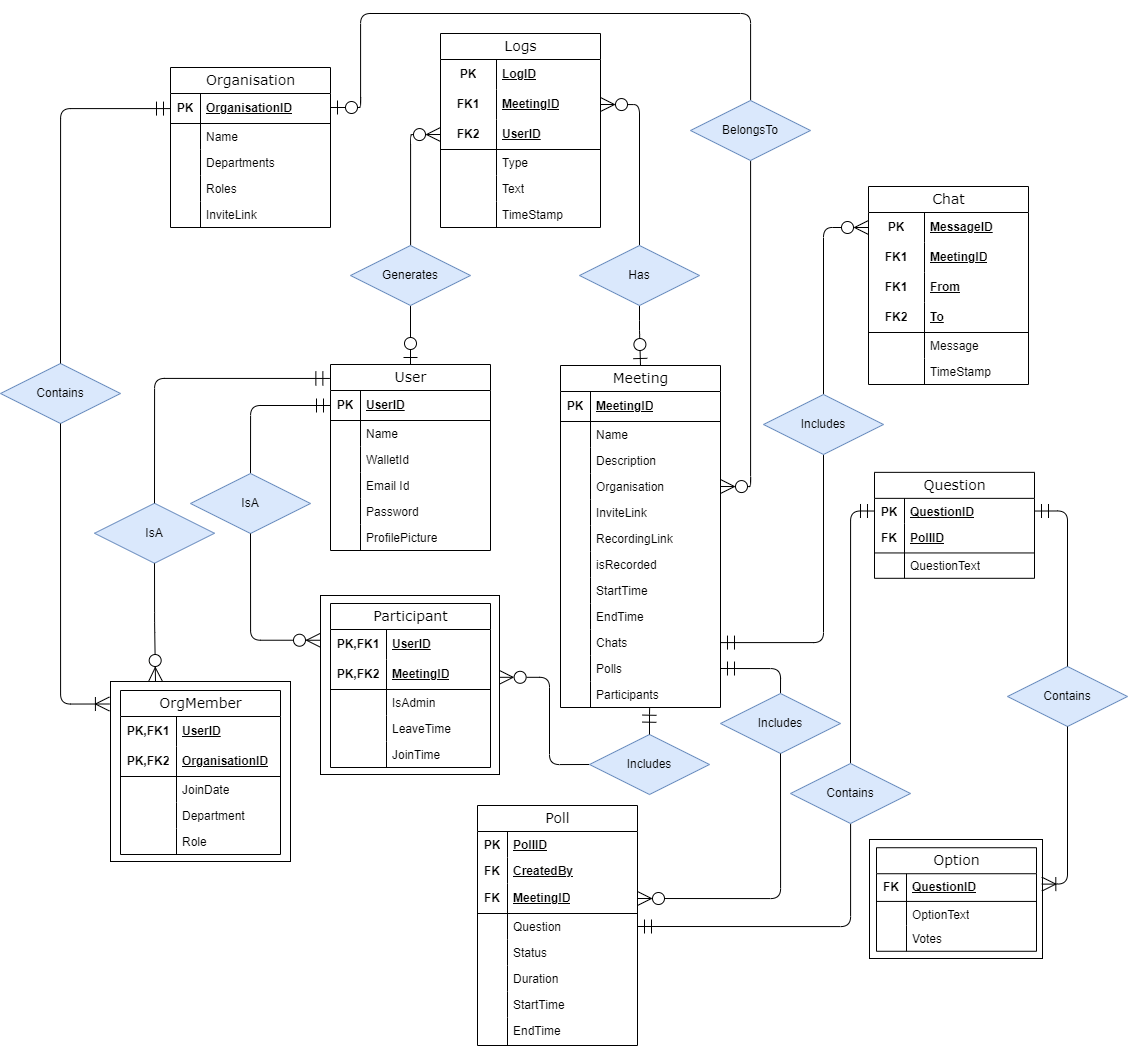 Organisation
PK OrganisationID
Name
Departments
Roles
InviteLink
Logs
PK LogID
FK1 MeetingID
FK2 UserID
Type
Text
TimeStamp
BelongsTo
Generates
Has
Chat
PK MessageID
FK1 MeetingID
FK1 From
FK2 To
Message
TimeStamp
Contains
User
PK UserID
Name
WalletId
Email Id
Password
ProfilePicture
Meeting
PK MeetingID
Name
Description
Organisation
InviteLink
RecordingLink
isRecorded
StartTime
EndTime
Chats
Polls
Participants
Includes
IsA
IsA
Question
PK QuestionID
FK PollID
QuestionText
Participant
PK,FK1 UserID
PK,FK2 MeetingID
IsAdmin
LeaveTime
JoinTime
OrgMember
PK,FK1 UserID
PK,FK2 OrganisationID
JoinDate
Department
Role
Includes
Includes
Contains
Contains
Poll
PK PollID
FK CreatedBy
FK MeetingID
Question
Status
Duration
StartTime
EndTime
Option
FK QuestionID
OptionText
Votes